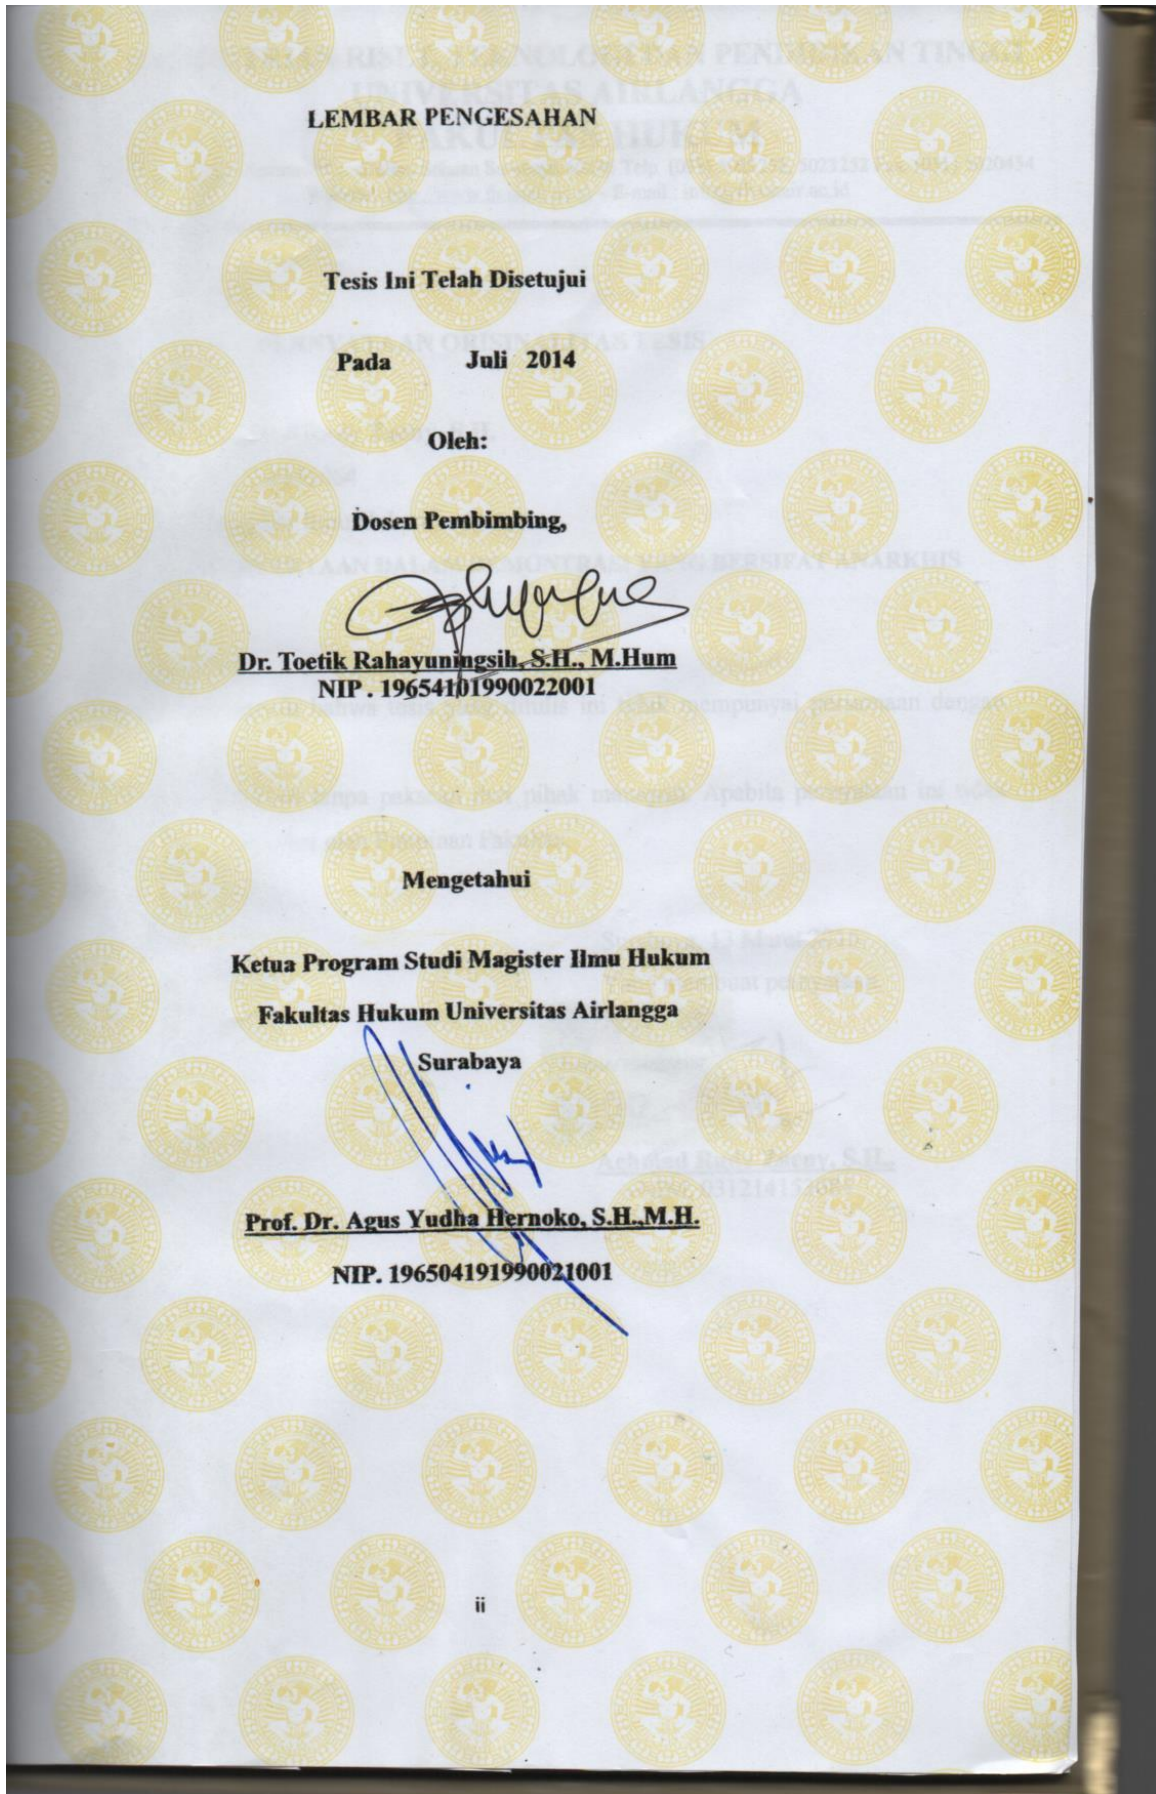 LEMBAR PENGESAHAN
Tesis Ini Telah Disetujui
Pada Juli 2014
Oleh:
Dosen Pembimbing,
Dr. Toetik Rahayuningsih, S.H., M.Hum
NIP . 19654101990022001
Mengetahui
Ketua Program Studi Magister Ilmu Hukum
Fakultas Hukum Universitas Airlangga
Surabaya
Prof. Dr. Agus Yudha Hernoko, S.H.,M.H.
NIP. 196504191990021001
ii